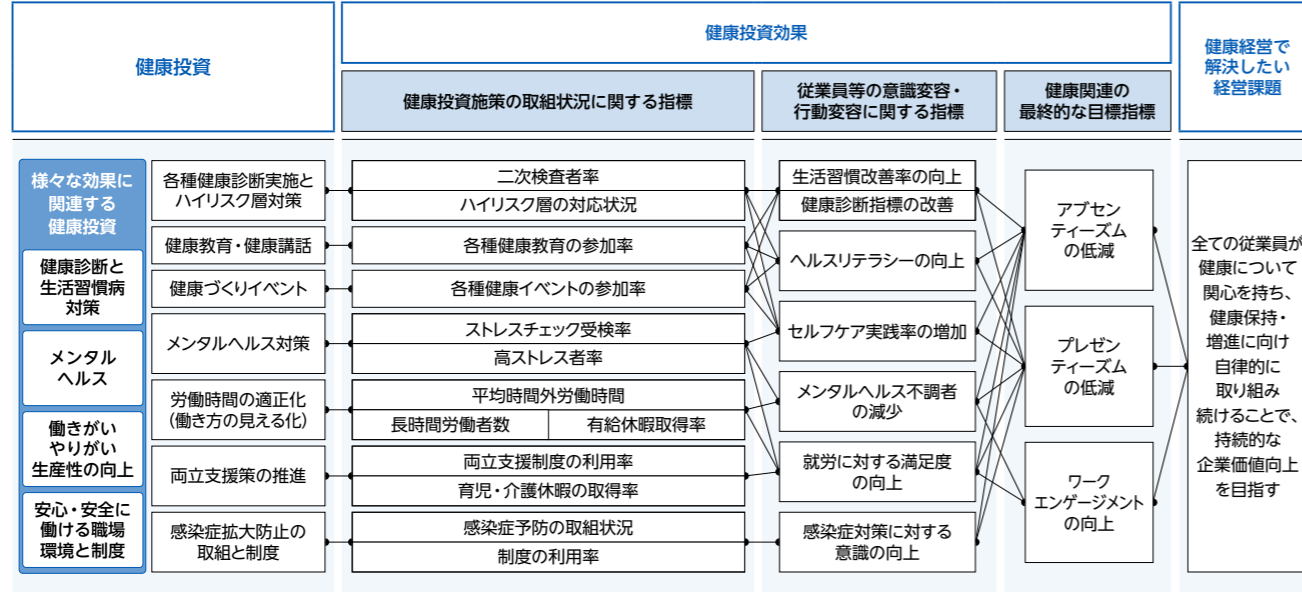 健康投資
健康投資効果
健康経営で
解決したい
経営課題
健康投資施策の取組状況に関する指標
従業員等の意識変容・
行動変容に関する指標
健康関連の
最終的な目標指標
様々な効果に
関連する
健康投資
健康診断と
生活習慣病
対策
メンタル
ヘルス
働きがい
やりがい
生産性の向上
安心・安全に
働ける職場
環境と制度
各種健康診断実施と
ハイリスク層対策
健康教育・健康講話
健康づくりイベント
メンタルヘルス対策
労働時間の適正化
(働き方の見える化)
両立支援策の推進
感染症拡大防止の
取組と制度
二次検査者率
ハイリスク層の対応状況
各種健康教育の参加率
各種健康イベントの参加率
ストレスチェック受検率
高ストレス者率
平均時間外労働時間
長時間労働者数
有給休暇取得率
両立支援制度の利用率
育児・介護休暇の取得率
感染症予防の取組状況
制度の利用率
生活習慣改善率の向上
健康診断指標の改善
ヘルスリテラシーの向上
セルフケア実践率の増加
メンタルヘルス不調者
の減少
就労に対する満足度
の向上
感染症対策に対する
意識の向上
アブセン
ティーズム
の低減
プレゼン
ティーズム
の低減
ワーク
エンゲージメント
の向上
全ての従業員が
健康について
関心を持ち、
健康保持・
増進に向け
自律的に
取り組み
続けることで、
持続的な
企業価値向上
を目指す